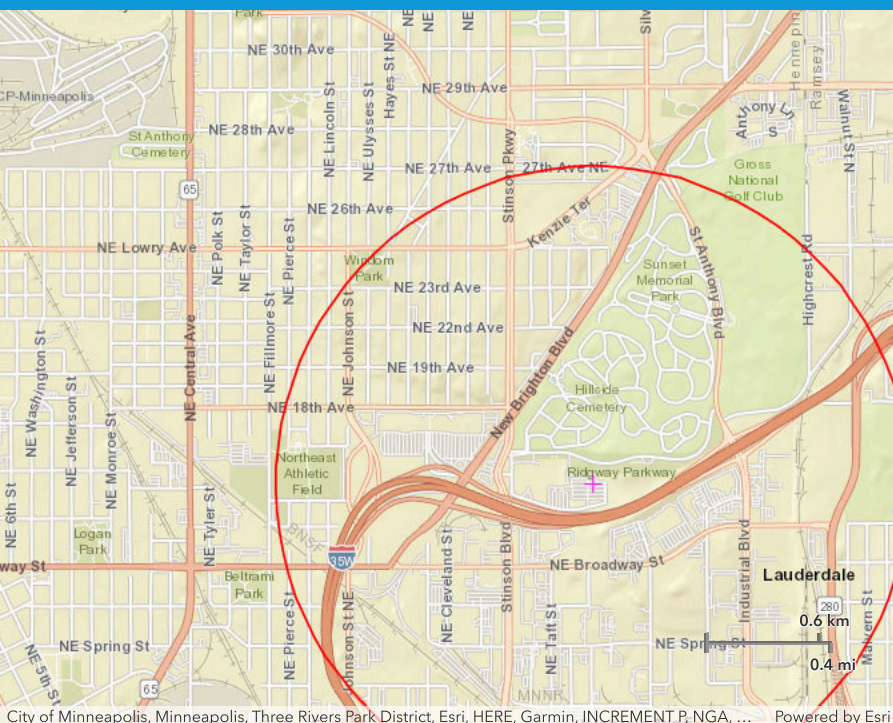 Park
NE
NE
NE
Silv
Hennepin
Ramsey
NE 30th Ave
Hayes St NE
NE 29th Ave
CP-Minneapolis
NE Lincoln St
NE Ulysses St
Anthony Ln
S
Walnut St N
St Anthony
Cemetery
NE 28th Ave
Stinson Pkwy
NE 27th Ave
27th Ave NE
Gross
National
Golf Club
65
NE 26th Ave
Kenzie Ter
NE Polk St
NE Taylor St
NE Pierce St
NE Lowry Ave
Windom
Park
St Anthony Blvd
Highcrest Rd
Sunset
Memorial
Park
NE 23rd Ave
NE Fillmore St
NE Johnson St
NE 22nd Ave
NE Central Ave
New Brighton Blvd
NE Washington St
NE 19th Ave
NE Jefferson St
Hillside
Cemetery
NE 18th Ave
NE Monroe St
Northeast
Athletic
Field
Ridgway Parkway
NE 6th St
NE Tyler St
Logan
Park
BNSF
35W
NE Cleveland St
Stinson Blvd
Industrial Blvd
way St
NE Broadway St
Beltrami
Park
Lauderdale
NE Pierce St
Johnson St NE
NE Taft St
280
Malvern St
0.6 km
NE Spring St
NE Spring St
NE 5th St
0.4 mi
65
MNNR
City of Minneapolis, Minneapolis, Three Rivers Park District, Esri, HERE, Garmin, INCREMENT P, NGA, ...
Powered by Esri